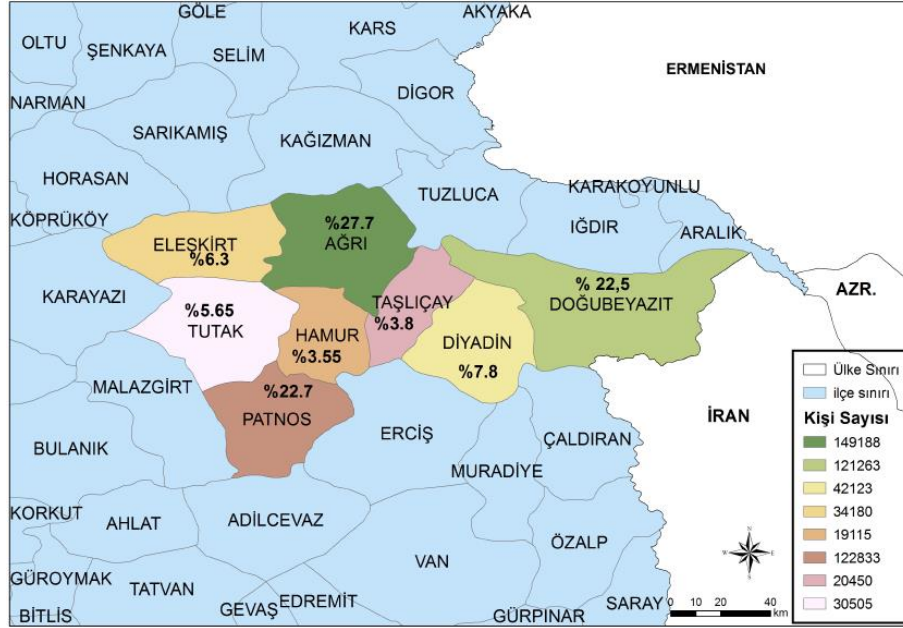 GÖLE
AKYAKA
OLTU
ŞENKAYA
SELİM
KARS
ERMENİSTAN
NARMAN
DİGOR
SARIKAMIŞ
KAĞIZMAN
HORASAN
TUZLUCA
KARAKOYUNLU
KÖPRÜKÖY
%27.7
AĞRI
IĞDIR
ARALIK
ELEŞKİRT
%6.3
KARAYAZI
% 22,5
DOĞUBEYAZIT
AZR.
%5.65
TUTAK
HAMUR
%3.55
TAŞLIÇAY
%3.8
DİYADİN
%7.8
MALAZGİRT
%22.7
PATNOS
İRAN
BULANIK
ERCİŞ
ÇALDIRAN
MURADİYE
KORKUT
AHLAT
ADİLCEVAZ
ÖZALP
VAN
GÜROYMAK
TATVAN
BİTLİS
GEVAŞ
EDREMİT
GÜRPINAR
SARAY
Ülke Sınırı
ilçe sınırı
Kişi Sayısı
149188
121263
42123
34180
19115
122833
20450
30505
N
W
E
S
0 10 20 40
km